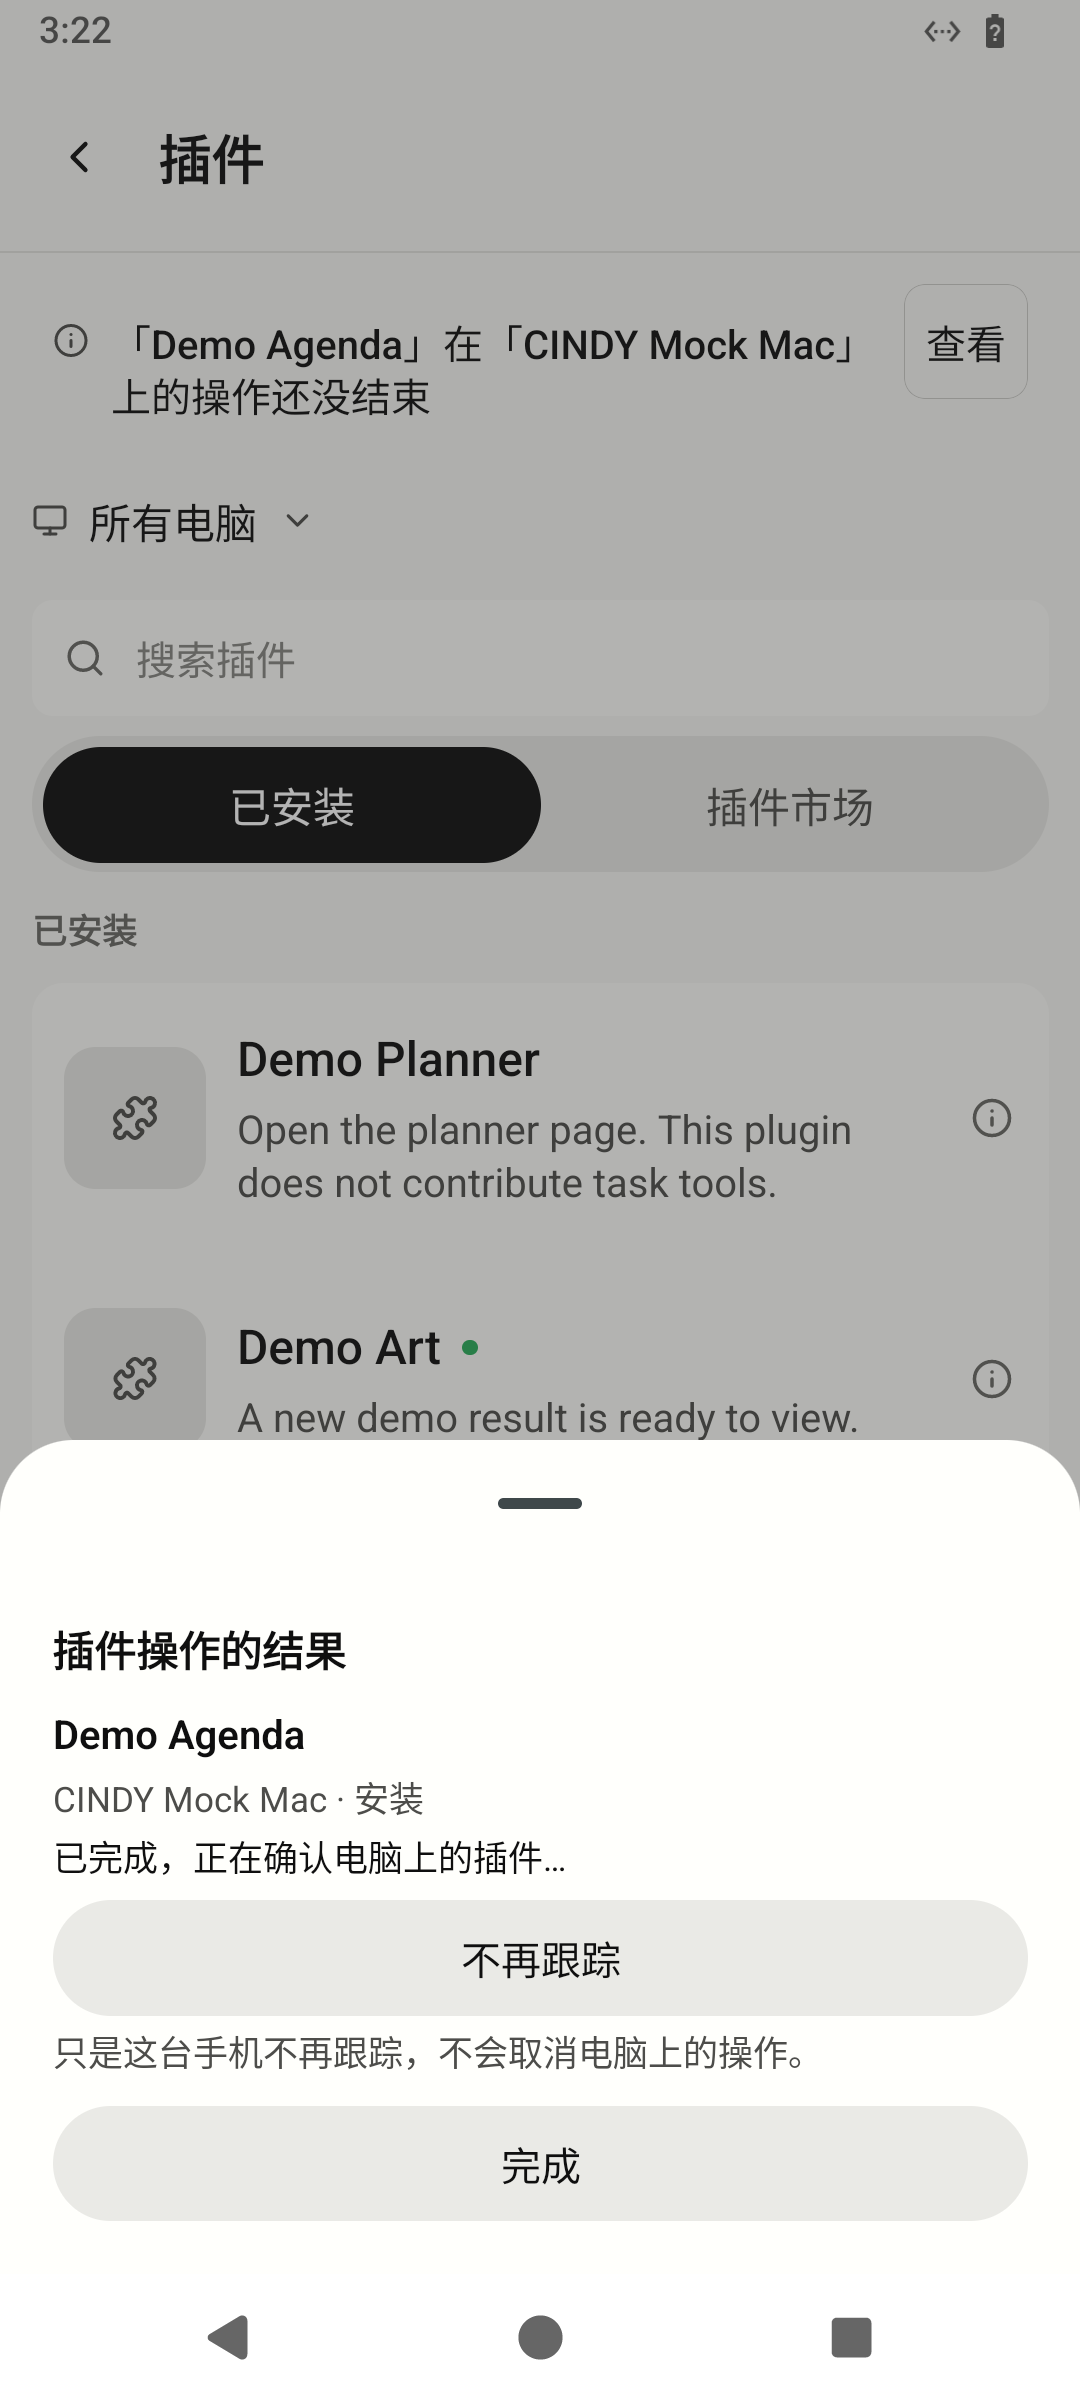 3:22
插件
「Demo Agenda」在「CINDY Mock Mac」
上的操作还没结束
查看
所有电脑
搜索插件
已安装
插件市场
已安装
Demo Planner
Open the planner page. This plugin
does not contribute task tools.
Demo Art
A new demo result is ready to view.
插件操作的结果
Demo Agenda
CINDY Mock Mac · 安装
已完成，正在确认电脑上的插件…
不再跟踪
只是这台手机不再跟踪，不会取消电脑上的操作。
完成